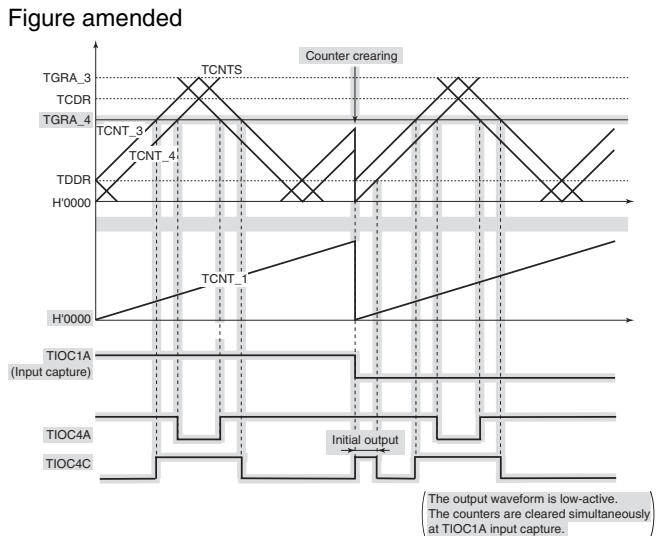 Figure amended
Counter crearing
TCNTS
TGRA_3
TCDR
TGRA_4
TCNT_3
TCNT_4
TDDR
H'0000
TCNT_1
H'0000
TIOC1A
(Input capture)
TIOC4A
Initial output
TIOC4C
The output waveform is low-active.
The counters are cleared simultaneously
at TIOC1A input capture.